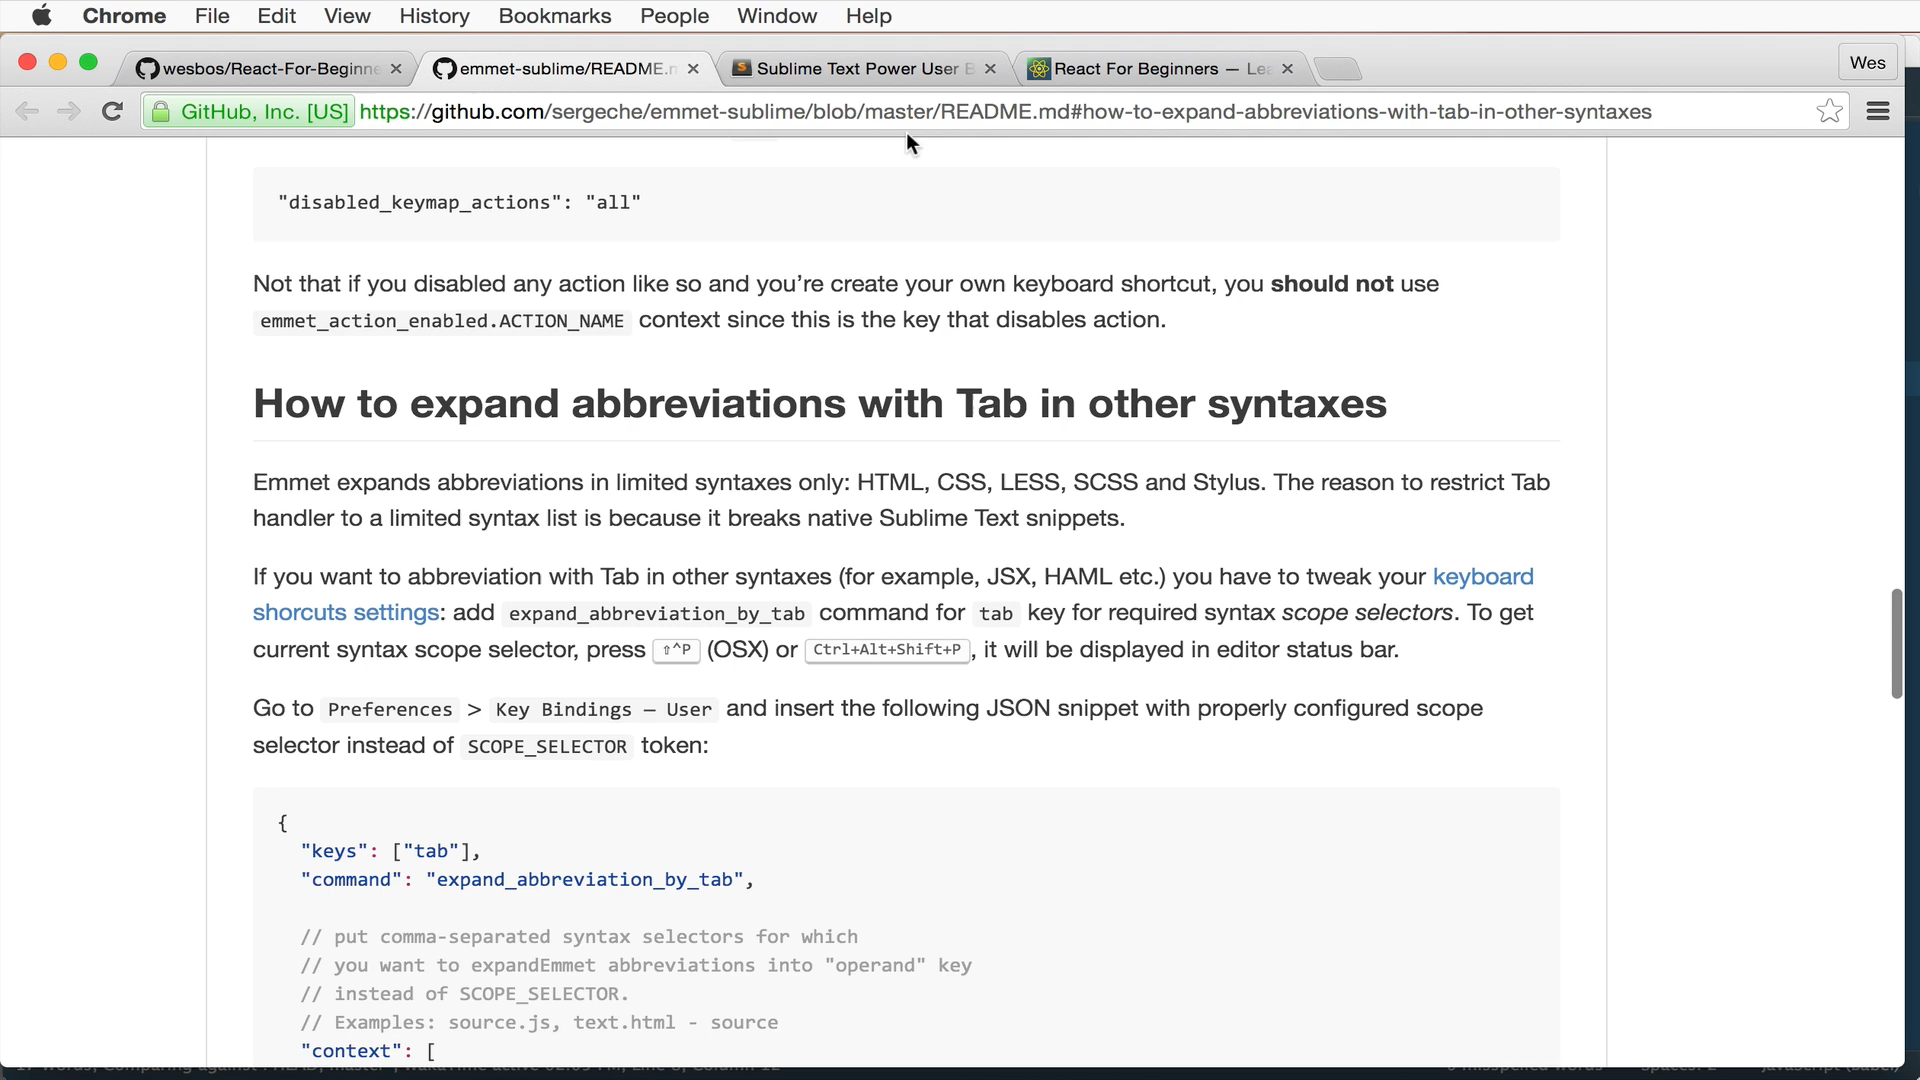 Chrome File Edit View History Bookmarks People Window Help
wesbos/React-For-Beginne emmet-sublime/README.m Sublime Text Power User B React For Beginners — Lea Wes
GitHub, Inc. [US] https://github.com/sergeche/emmet-sublime/blob/master/README.md#how-to-expand-abbreviations-with-tab-in-other-syntaxes
"disabled_keymap_actions": "all"
Not that if you disabled any action like so and you’re create your own keyboard shortcut, you should not use
emmet_action_enabled.ACTION_NAME context since this is the key that disables action.
How to expand abbreviations with Tab in other syntaxes
Emmet expands abbreviations in limited syntaxes only: HTML, CSS, LESS, SCSS and Stylus. The reason to restrict Tab
handler to a limited syntax list is because it breaks native Sublime Text snippets.
If you want to abbreviation with Tab in other syntaxes (for example, JSX, HAML etc.) you have to tweak your keyboard
shorcuts settings: add expand_abbreviation_by_tab command for tab key for required syntax scope selectors. To get
current syntax scope selector, press ⇧^P (OSX) or Ctrl+Alt+Shift+P, it will be displayed in editor status bar.
Go to Preferences > Key Bindings — User and insert the following JSON snippet with properly configured scope
selector instead of SCOPE_SELECTOR token:
{
"keys": ["tab"],
"command": "expand_abbreviation_by_tab",
// put comma-separated syntax selectors for which
// you want to expandEmmet abbreviations into "operand" key
// instead of SCOPE_SELECTOR.
// Examples: source.js, text.html - source
"context": [